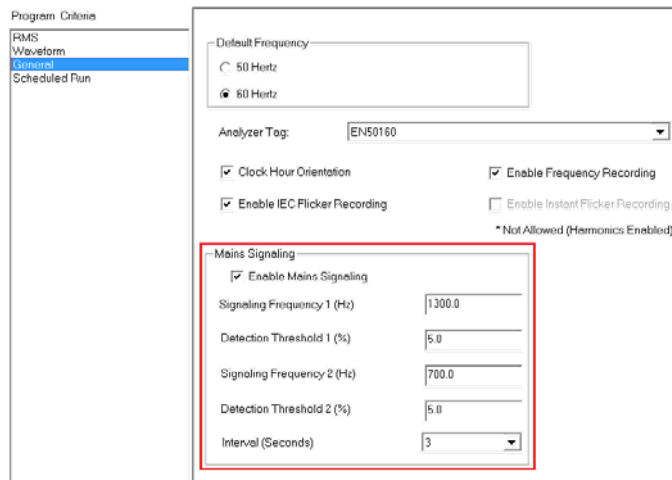 Program Criteria
RMS
Waveform
General
Scheduled Run
Default Frequency
50 Hertz
60 Hertz
Analyzer Tag: EN50160
Clock Hour Orientation
Enable Frequency Recording
Enable IEC Flicker Recording
Enable Instant Flicker Recording
* Not Allowed (Harmonics Enabled)
Mains Signaling
Enable Mains Signaling
Signaling Frequency 1 (Hz) 1300.0
Detection Threshold 1 (%) 5.0
Signaling Frequency 2 (Hz) 700.0
Detection Threshold 2 (%) 5.0
Interval (Seconds) 3